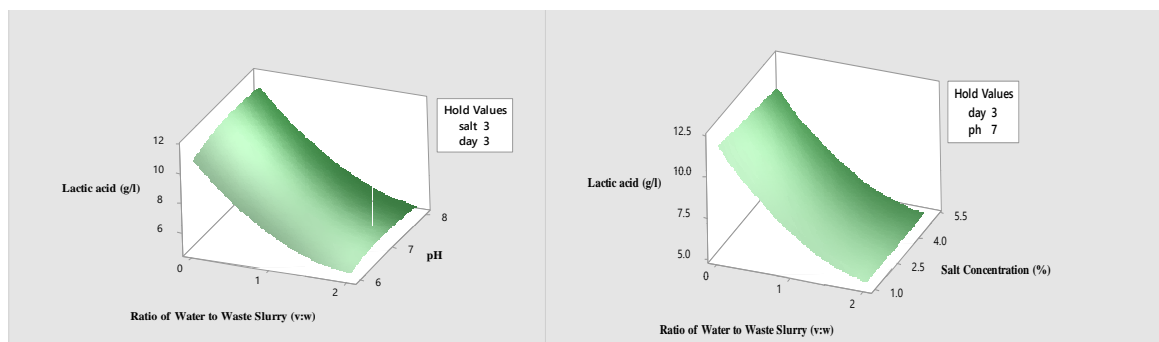 Hold Values
salt 3
day 3
12
10
8
6
Lactic acid (g/l)
0
1
2
6
7
8
pH
Ratio of Water to Waste Slurry (v:w)
Hold Values
day 3
ph 7
12.5
10.0
7.5
5.0
Lactic acid (g/l)
0
1
2
1.0
2.5
4.0
5.5
Salt Concentration (%)
Ratio of Water to Waste Slurry (v:w)